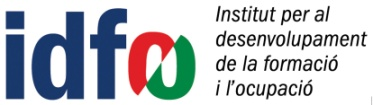 idfo
Institut per al
desenvolupament
de la formació
i l'ocupació